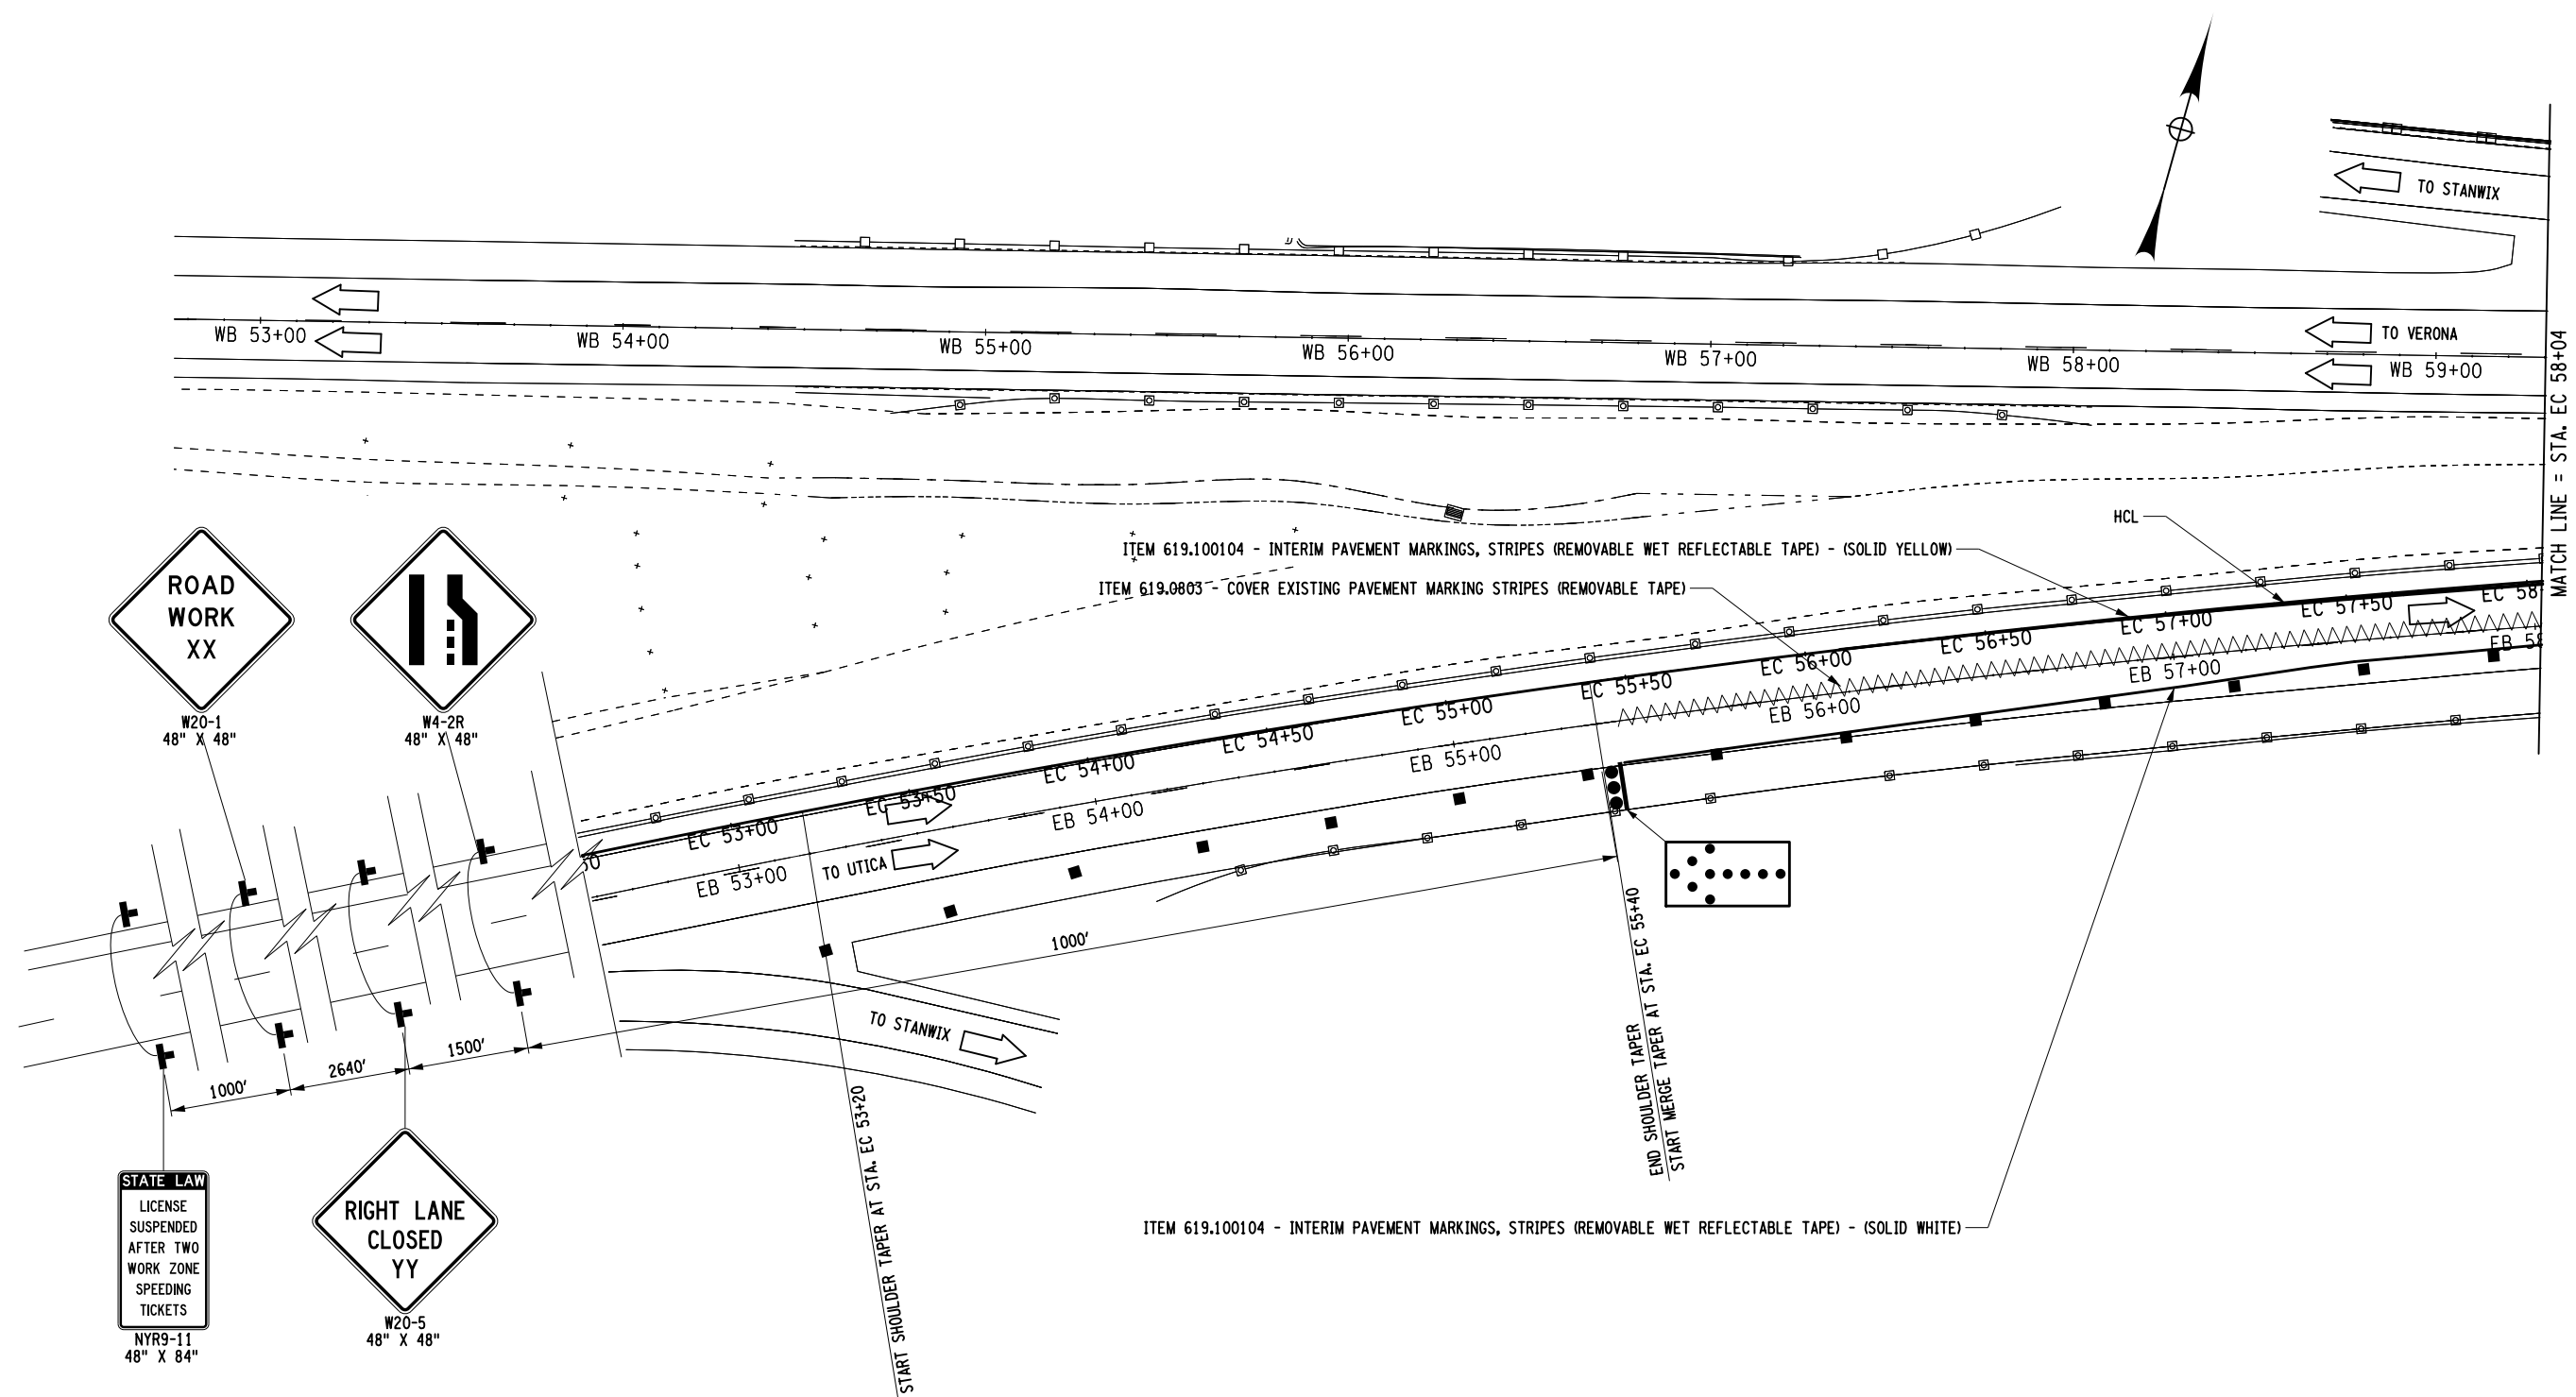 TO STANWIX
TO VERONA
WB 53+00
WB 54+00
WB 55+00
WB 56+00
WB 57+00
WB 58+00
WB 59+00
MATCH LINE = STA. EC 58+04
HCL
ITEM 619.100104 - INTERIM PAVEMENT MARKINGS, STRIPES (REMOVABLE WET REFLECTABLE TAPE) - (SOLID YELLOW)
ITEM 619.0803 - COVER EXISTING PAVEMENT MARKING STRIPES (REMOVABLE TAPE)
ROAD
WORK
XX
W20-1
48" X 48"
W4-2R
48" X 48"
50
EC 53+00
EC 53+50
EC 54+00
EC 54+50
EC 55+00
EC 55+50
EC 56+00
EC 56+50
EC 57+00
EC 57+50
EC 58
EB 53+00
EB 54+00
EB 55+00
EB 56+00
EB 57+00
EB 58
TO UTICA
TO STANWIX
1000'
2640'
1500'
1000'
START SHOULDER TAPER AT STA. EC 53+20
END SHOULDER TAPER
START MERGE TAPER AT STA. EC 55+40
ITEM 619.100104 - INTERIM PAVEMENT MARKINGS, STRIPES (REMOVABLE WET REFLECTABLE TAPE) - (SOLID WHITE)
STATE LAW
LICENSE
SUSPENDED
AFTER TWO
WORK ZONE
SPEEDING
TICKETS
NYR9-11
48" X 84"
RIGHT LANE
CLOSED
YY
W20-5
48" X 48"